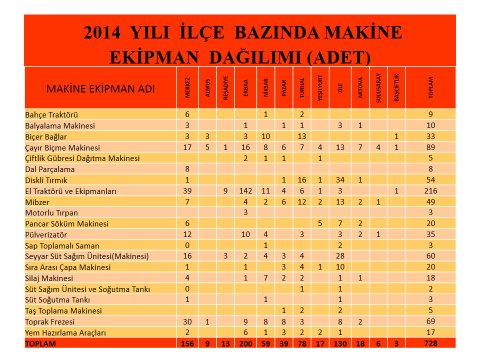 2014 YILI İLÇE BAZINDA MAKİNE
EKİPMAN DAĞILIMI (ADET)
MAKİNE EKİPMAN ADI MERKEZ ALMUS REŞADİYE ERBAA NİKSAR PAZAR TURHAL YEŞİLYURT ZİLE ARTOVA SULUSARAY BAŞÇİFTLİK TOPLAM
Bahçe Traktörü 6 1 2 9
Balyalama Makinesi 3 1 1 1 3 1 10
Biçer Bağlar 3 3 3 10 13 1 33
Çayır Biçme Makinesi 17 5 1 16 8 6 7 4 13 7 4 1 89
Çiftlik Gübresi Dağıtma Makinesi 2 1 1 1 5
Dal Parçalama 8 8
Diskli Tırmık 1 1 16 1 34 1 54
El Traktörü ve Ekipmanları 39 9 142 11 4 6 1 3 1 216
Mibzer 7 4 2 6 12 2 13 2 1 49
Motorlu Tırpan 3 3
Pancar Söküm Makinesi 6 5 7 2 20
Pülverizatör 12 10 4 3 3 2 1 35
Sap Toplamalı Saman 0 1 2 3
Seyyar Süt Sağım Ünitesi(Makinesi) 16 3 2 4 3 4 28 60
Sıra Arası Çapa Makinesi 1 1 3 4 1 10 20
Silaj Makinesi 4 1 7 2 2 1 1 18
Süt Sağım Ünitesi ve Soğutma Tankı 0 1 1 2
Süt Soğutma Tankı 1 1 1 3
Taş Toplama Makinesi 1 2 2 5
Toprak Frezesi 30 1 9 8 8 3 8 2 69
Yem Hazırlama Araçları 2 6 1 3 2 2 1 17
TOPLAM 156 9 13 200 59 39 78 17 130 18 6 3 728